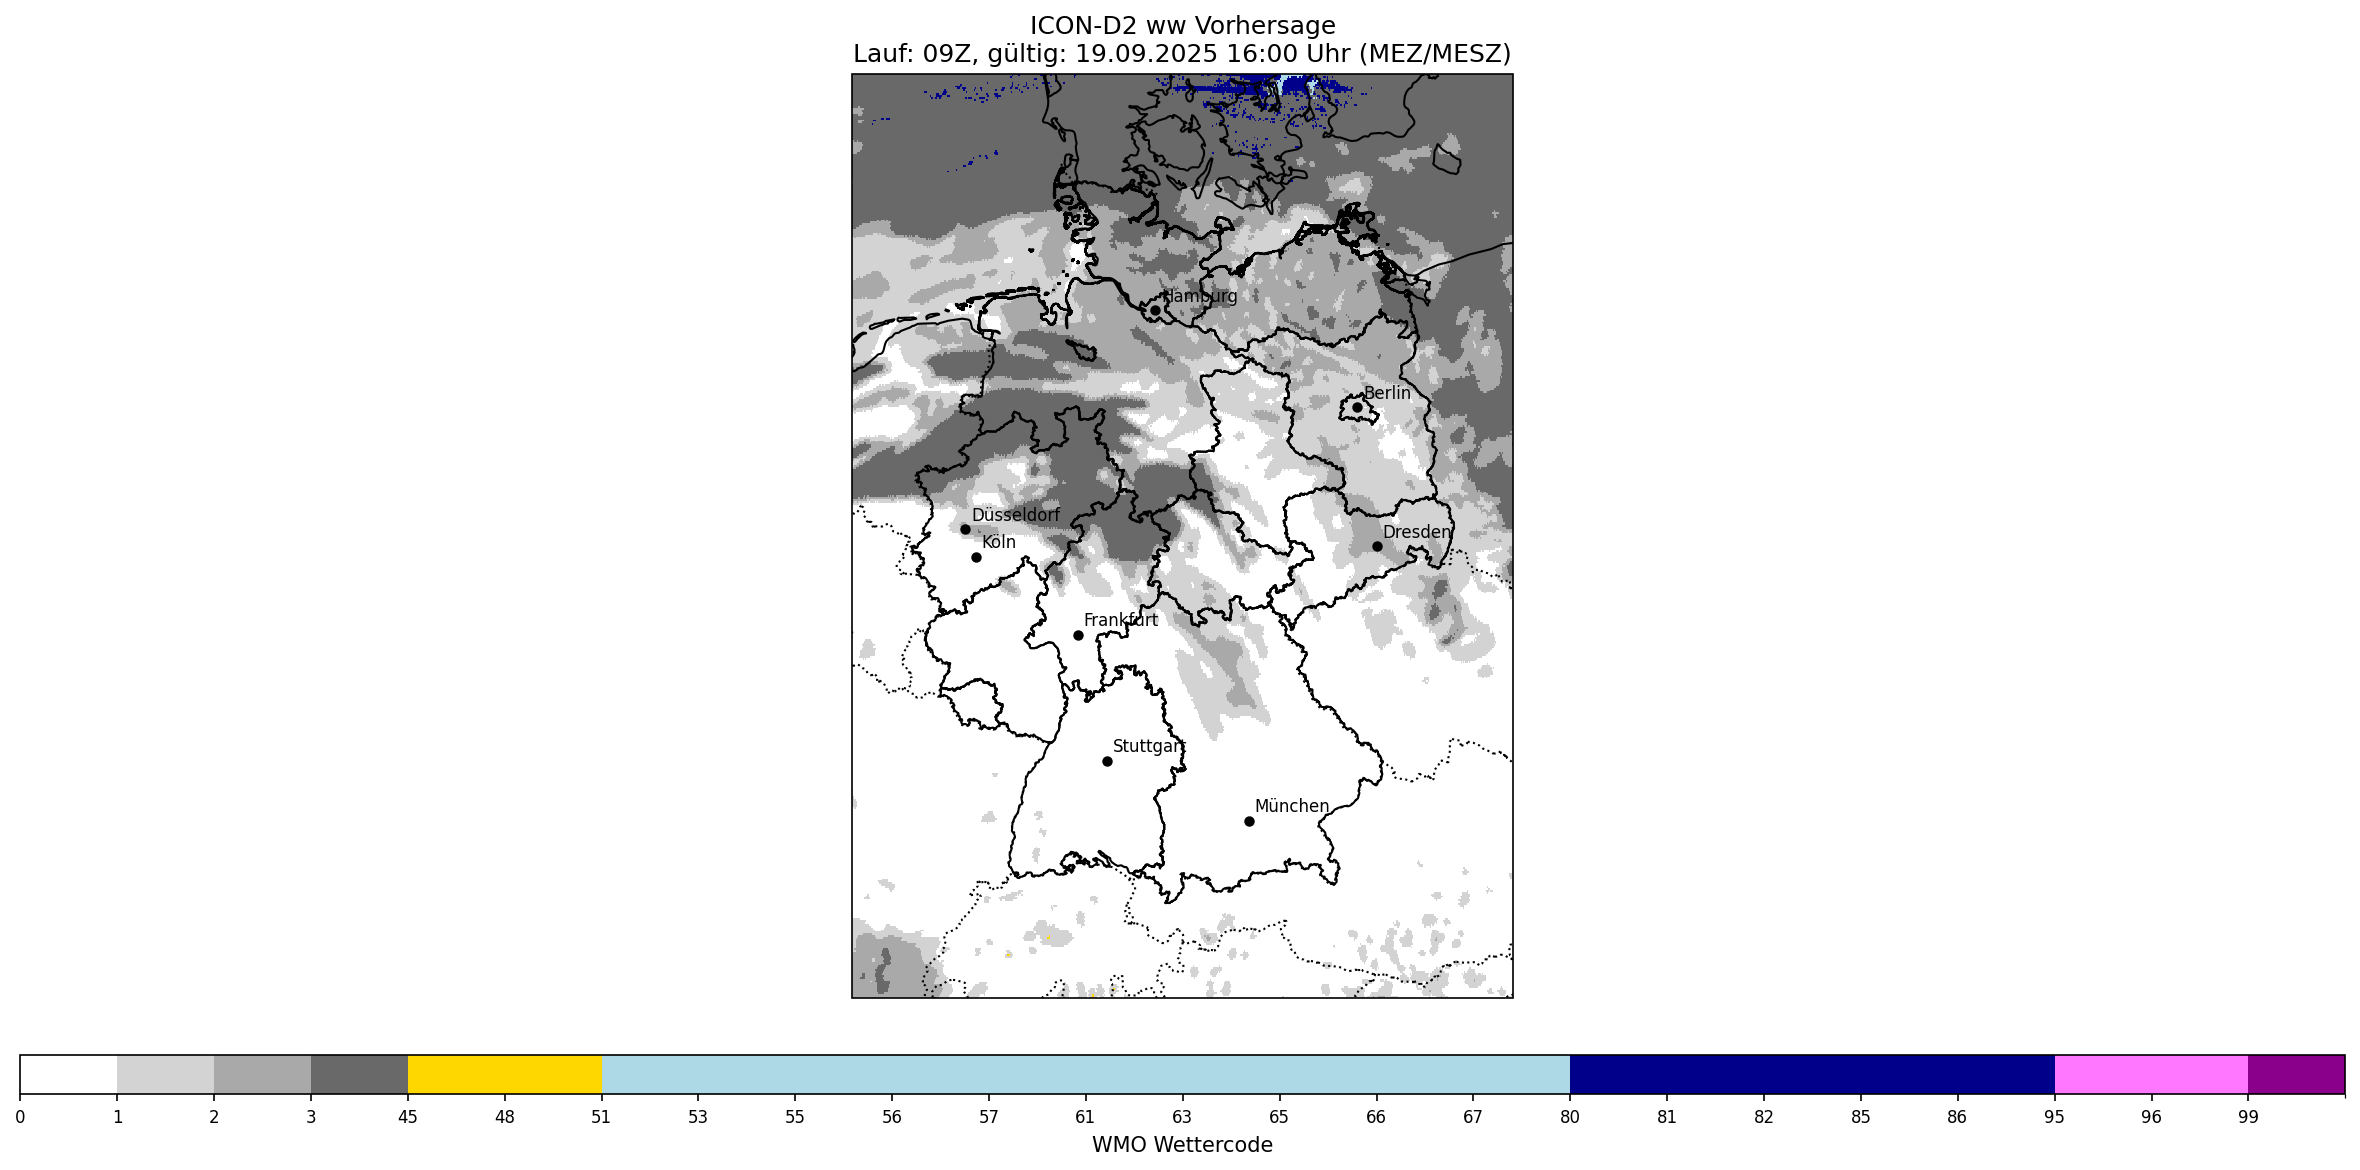 ICON-D2 ww Vorhersage
Lauf: 09Z, gültig: 19.09.2025 16:00 Uhr (MEZ/MESZ)
Hamburg
Berlin
Düsseldorf
Dresden
Köln
Frankfurt
Stuttgart
München
0 1 2 3 45 48 51 53 55 56 57 61 63 65 66 67 80 81 82 85 86 95 96 99
WMO Wettercode